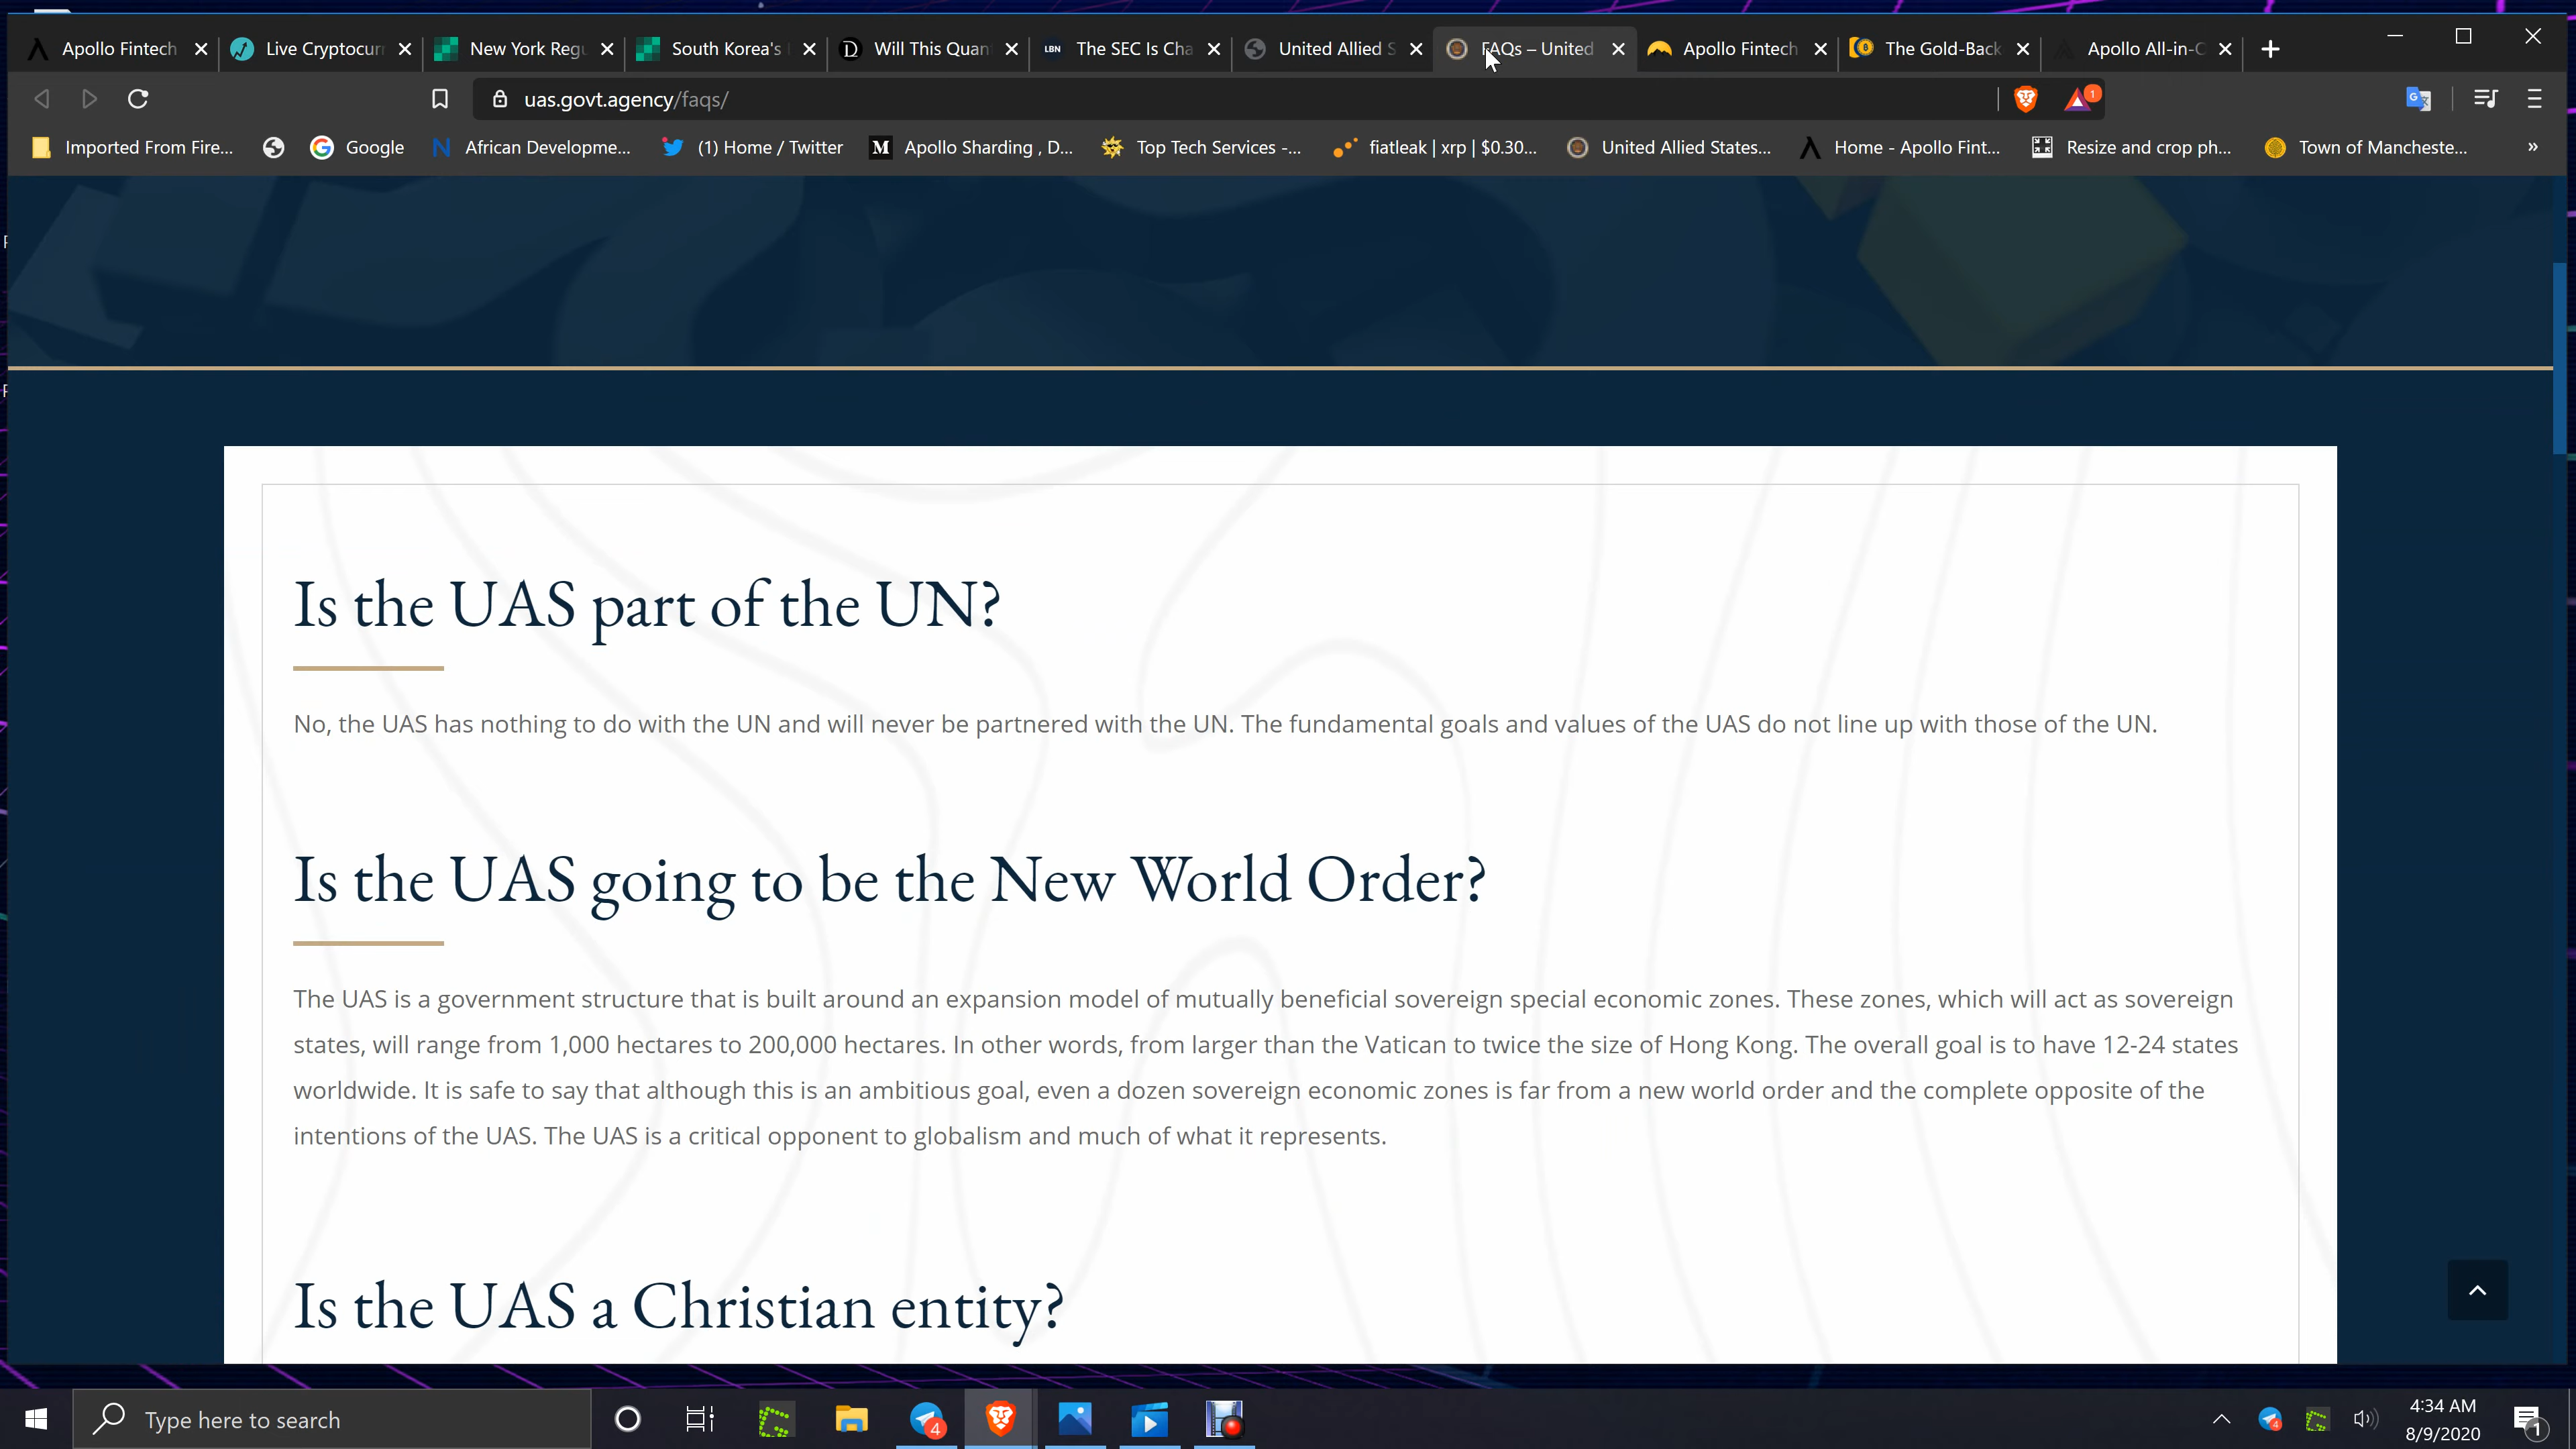 Apollo Fintech
Live Cryptocurr
New York Regu
South Korea's
Will This Quan
LBN The SEC Is Cha
United Allied S
FAQs – United
Apollo Fintech
The Gold-Back
Apollo All-in-C
uas.govt.agency/faqs/
1
Imported From Fire...
Google
African Developme...
(1) Home / Twitter
Apollo Sharding , D...
Top Tech Services -...
fiatleak | xrp | $0.30...
United Allied States...
Home - Apollo Fint...
Resize and crop ph...
Town of Mancheste...
»
Is the UAS part of the UN?
No, the UAS has nothing to do with the UN and will never be partnered with the UN. The fundamental goals and values of the UAS do not line up with those of the UN.
Is the UAS going to be the New World Order?
The UAS is a government structure that is built around an expansion model of mutually beneficial sovereign special economic zones. These zones, which will act as sovereign
states, will range from 1,000 hectares to 200,000 hectares. In other words, from larger than the Vatican to twice the size of Hong Kong. The overall goal is to have 12-24 states
worldwide. It is safe to say that although this is an ambitious goal, even a dozen sovereign economic zones is far from a new world order and the complete opposite of the
intentions of the UAS. The UAS is a critical opponent to globalism and much of what it represents.
Is the UAS a Christian entity?
Type here to search
4
4
4:34 AM
8/9/2020
1